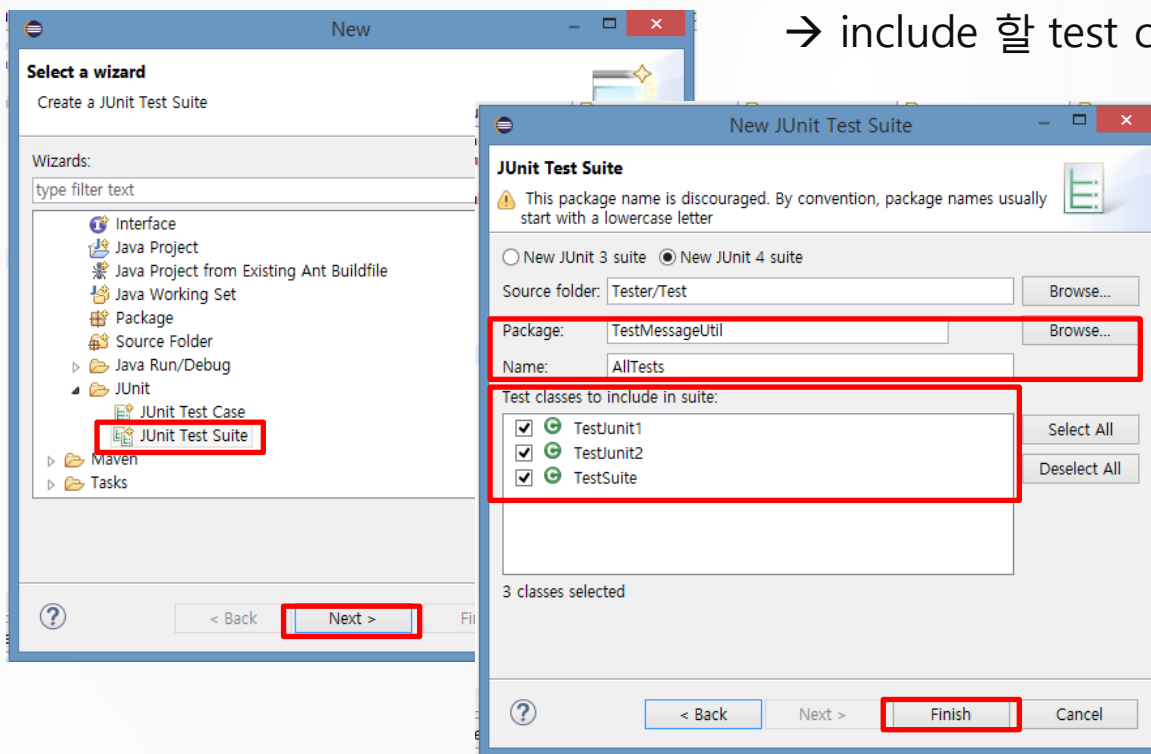 → include 할 test c
New
Select a wizard
Create a JUnit Test Suite
Wizards:
type filter text
Interface
Java Project
Java Project from Existing Ant Buildfile
Java Working Set
Package
Source Folder
Java Run/Debug
JUnit
JUnit Test Case
JUnit Test Suite
Maven
Tasks
< Back Next > Fi
New JUnit Test Suite
JUnit Test Suite
This package name is discouraged. By convention, package names usually
start with a lowercase letter
New JUnit 3 suite New JUnit 4 suite
Source folder: Tester/Test Browse...
Package: TestMessageUtil Browse...
Name: AllTests
Test classes to include in suite:
TestJunit1
TestJunit2
TestSuite
Select All
Deselect All
3 classes selected
< Back Next > Finish Cancel